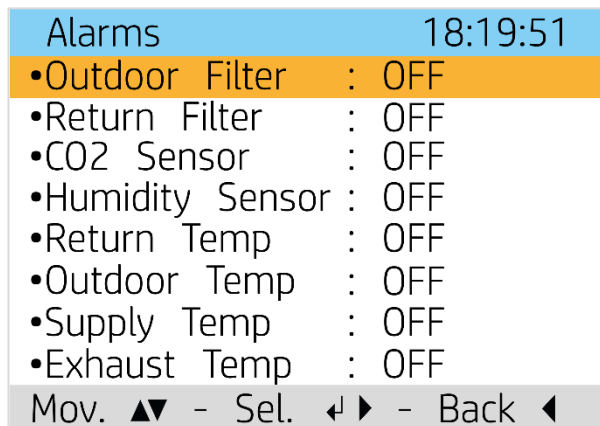 Alarms 18:19:51
•Outdoor Filter : OFF
•Return Filter : OFF
•CO2 Sensor : OFF
•Humidity Sensor : OFF
•Return Temp : OFF
•Outdoor Temp : OFF
•Supply Temp : OFF
•Exhaust Temp : OFF
Mov. ▲▼ - Sel. ↲ ▶ - Back ◀